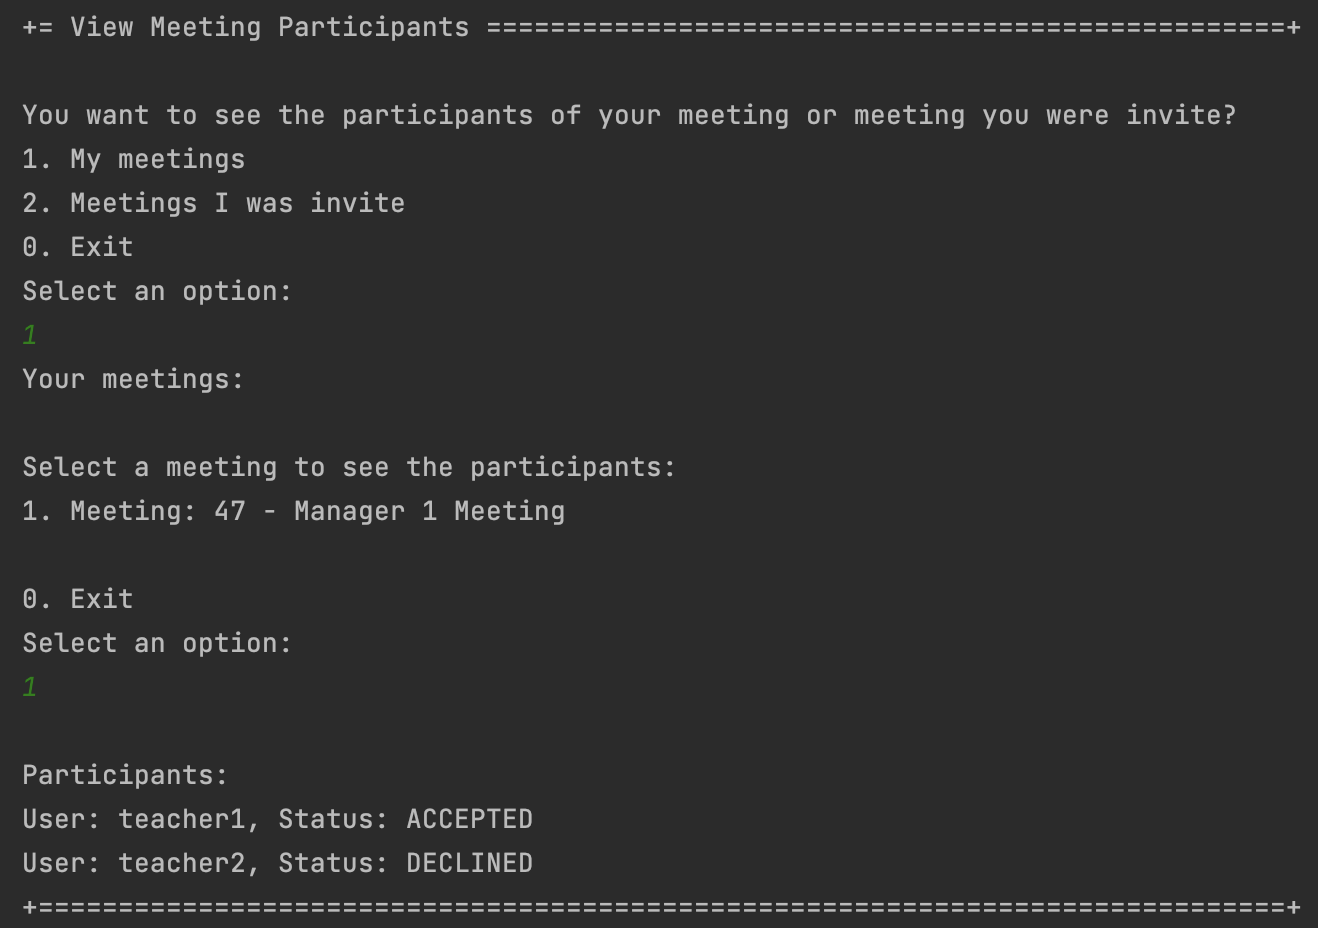 += View Meeting Participants ==================================================+
You want to see the participants of your meeting or meeting you were invite?
1. My meetings
2. Meetings I was invite
0. Exit
Select an option:
1
Your meetings:
Select a meeting to see the participants:
1. Meeting: 47 - Manager 1 Meeting
0. Exit
Select an option:
1
Participants:
User: teacher1, Status: ACCEPTED
User: teacher2, Status: DECLINED
+==============================================================================+